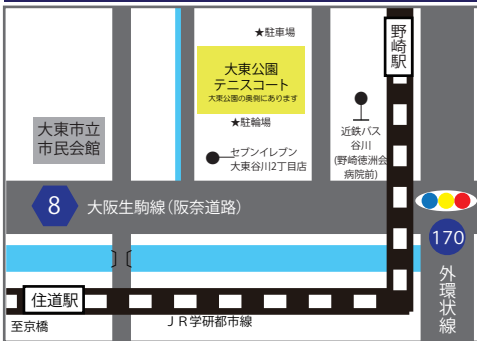 ★駐車場
野崎駅
大東公園
テニスコート
大東公園の奥側にあります
★駐輪場
大東市立
市民会館
セブンイレブン
大東谷川2丁目店
近鉄バス
谷川
(野崎徳洲会
病院前)
8
大阪生駒線(阪奈道路)
170
外環状線
住道駅
至京橋
JR学研都市線